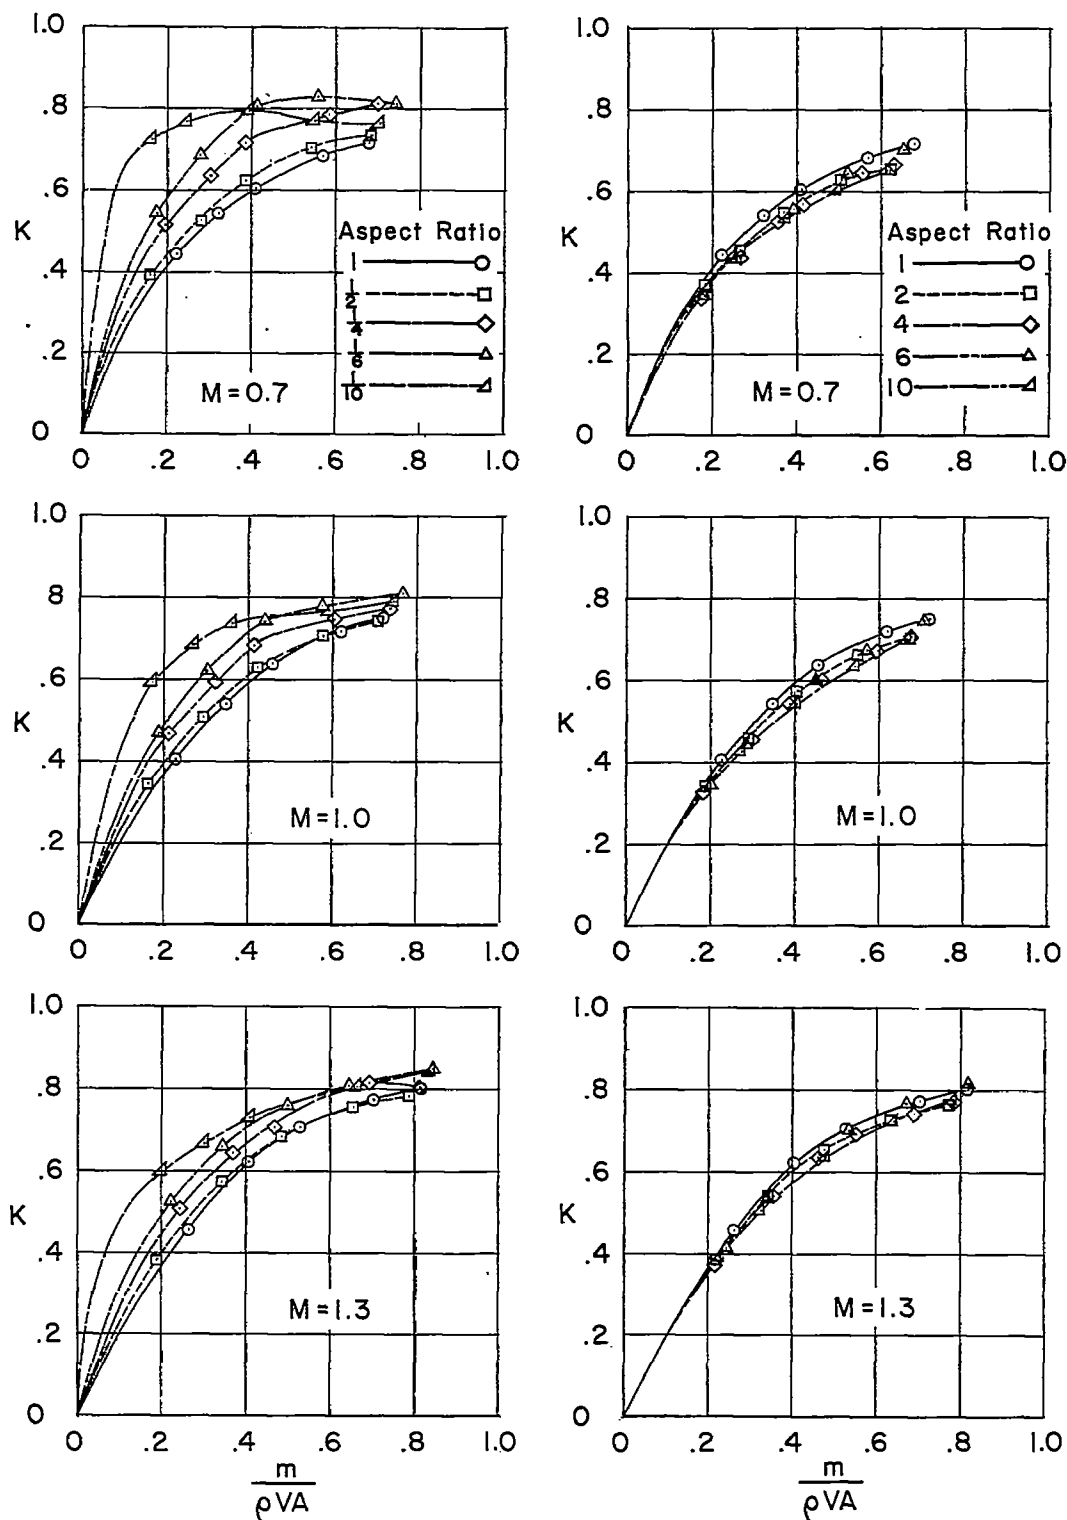 1.0 1.0
.8 .8
.6 .6
K K
Aspect Ratio Aspect Ratio
1 1
1/2 2
.4 .4
1/4 4
.2 .2
1/6 6
1/10 10
M=0.7 M=0.7
0 0
0 .2 .4 .6 .8 1.0 0 .2 .4 .6 .8 1.0
1.0 1.0
.8 .8
.6 .6
K K
.4 .4
M=1.0 M=1.0
.2 .2
0 0
0 .2 .4 .6 .8 1.0 0 .2 .4 .6 .8 1.0
1.0 1.0
.8 .8
.6 .6
K K
.4 .4
M=1.3 M=1.3
.2 .2
0 0
0 .2 .4 .6 .8 1.0 0 .2 .4 .6 .8 1.0
m m
ρVA ρVA